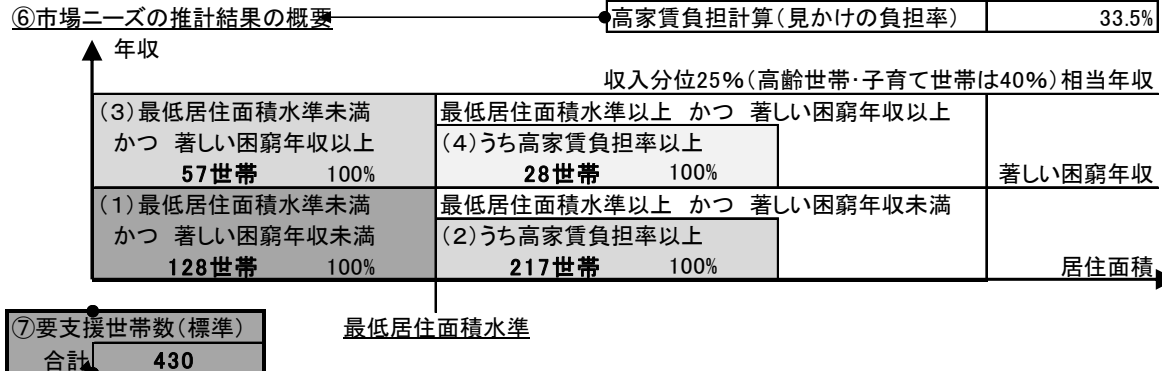 ⑥市場ニーズの推計結果の概要
高家賃負担計算(見かけの負担率) 33.5%
年収
収入分位25%(高齢世帯・子育て世帯は40%)相当年収
(3)最低居住面積水準未満
かつ 著しい困窮年収以上
57世帯 100%
最低居住面積水準以上 かつ 著しい困窮年収以上
(4)うち高家賃負担率以上
28世帯 100%
著しい困窮年収
(1)最低居住面積水準未満
かつ 著しい困窮年収未満
128世帯 100%
最低居住面積水準以上 かつ 著しい困窮年収未満
(2)うち高家賃負担率以上
217世帯 100%
居住面積
⑦要支援世帯数(標準)
合計 430
最低居住面積水準